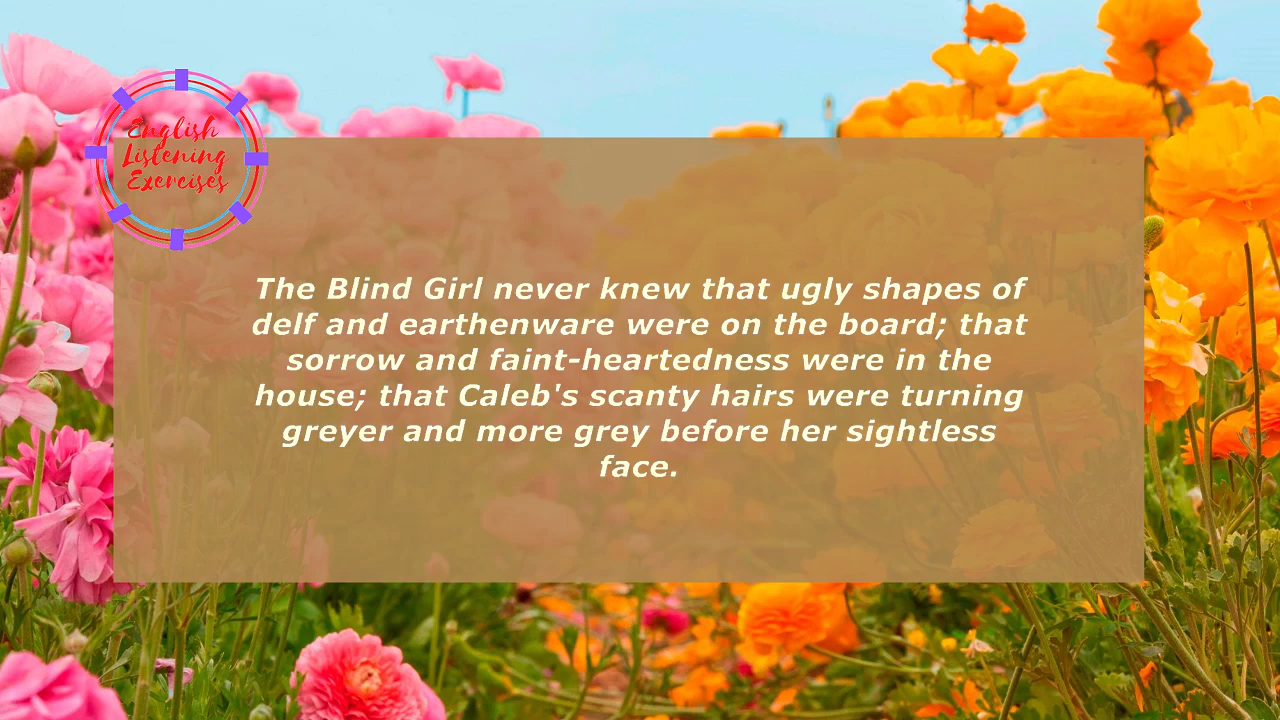 English
Listening
Exercises
The Blind Girl never knew that ugly shapes of
delf and earthenware were on the board; that
sorrow and faint-heartedness were in the
house; that Caleb's scanty hairs were turning
greyer and more grey before her sightless
face.